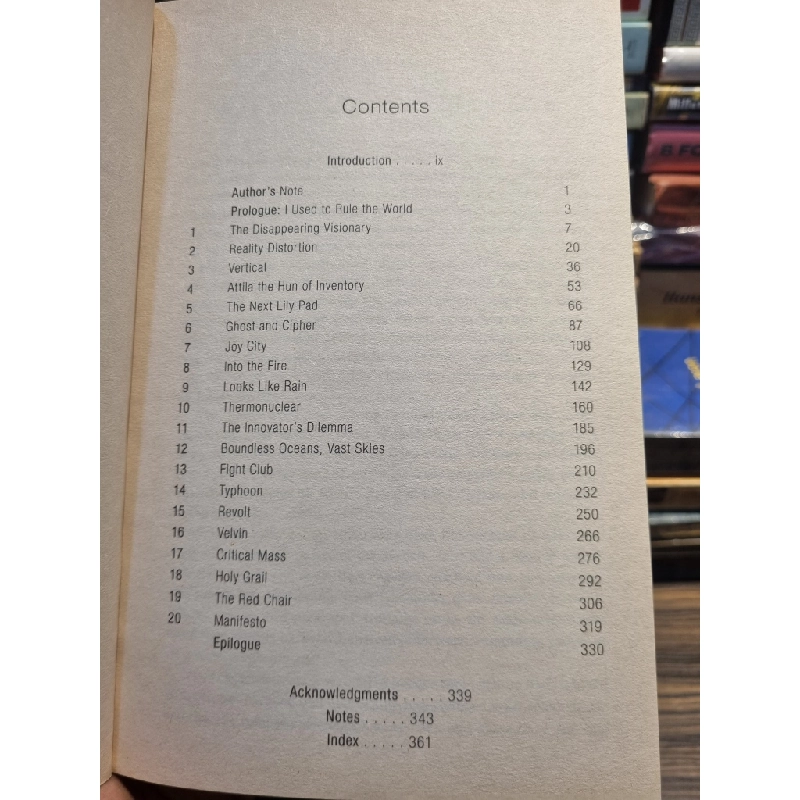 Contents
Introduction . . . . . ix
Author's Note 1
Prologue: I Used to Rule the World 3
1 The Disappearing Visionary 7
2 Reality Distortion 20
3 Vertical 36
4 Attila the Hun of Inventory 53
5 The Next Lily Pad 66
6 Ghost and Cipher 87
7 Joy City 108
8 Into the Fire 129
9 Looks Like Rain 142
10 Thermonuclear 160
11 The Innovator's Dilemma 185
12 Boundless Oceans, Vast Skies 196
13 Fight Club 210
14 Typhoon 232
15 Revolt 250
16 Velvin 266
17 Critical Mass 276
18 Holy Grail 292
19 The Red Chair 306
20 Manifesto 319
Epilogue 330
Acknowledgments . . . . . 339
Notes . . . . . 343
Index . . . . . 361